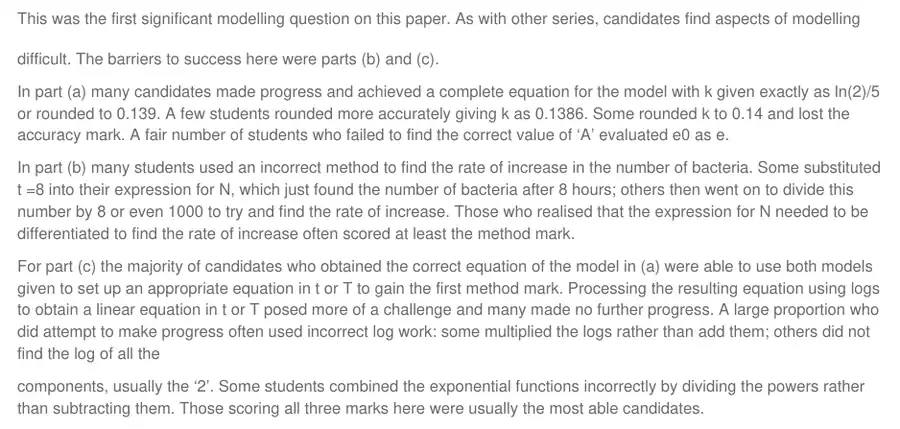 This was the first significant modelling question on this paper. As with other series, candidates find aspects of modelling
difficult. The barriers to success here were parts (b) and (c).
In part (a) many candidates made progress and achieved a complete equation for the model with k given exactly as ln(2)/5
or rounded to 0.139. A few students rounded more accurately giving k as 0.1386. Some rounded k to 0.14 and lost the
accuracy mark. A fair number of students who failed to find the correct value of ‘A’ evaluated e0 as e.
In part (b) many students used an incorrect method to find the rate of increase in the number of bacteria. Some substituted
t =8 into their expression for N, which just found the number of bacteria after 8 hours; others then went on to divide this
number by 8 or even 1000 to try and find the rate of increase. Those who realised that the expression for N needed to be
differentiated to find the rate of increase often scored at least the method mark.
For part (c) the majority of candidates who obtained the correct equation of the model in (a) were able to use both models
given to set up an appropriate equation in t or T to gain the first method mark. Processing the resulting equation using logs
to obtain a linear equation in t or T posed more of a challenge and many made no further progress. A large proportion who
did attempt to make progress often used incorrect log work: some multiplied the logs rather than add them; others did not
find the log of all the
components, usually the ‘2’. Some students combined the exponential functions incorrectly by dividing the powers rather
than subtracting them. Those scoring all three marks here were usually the most able candidates.